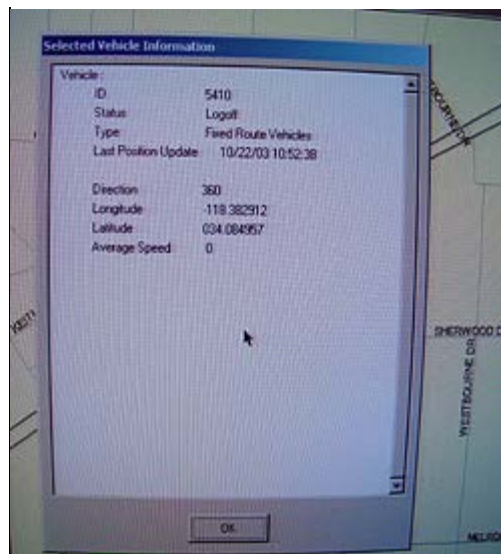 Selected Vehicle Information
Vehicle:
ID 5410
Status Logoff
Type Fixed Route Vehicles
Last Position Update 10/22/03 10:52:38
Direction 360
Longitude -118.382912
Latitude 034.084957
Average Speed 0
SHERWOOD D
WESTBOURNE DR
OK